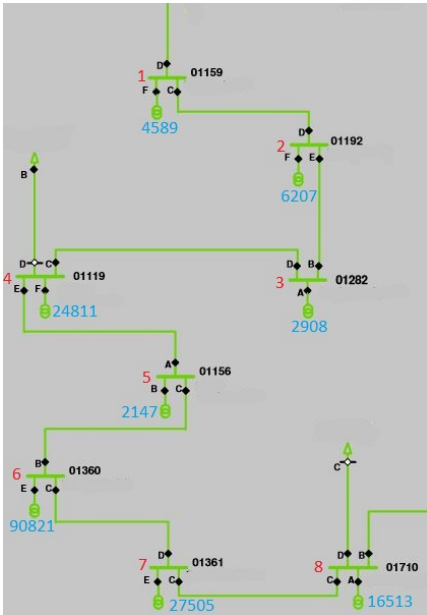 D
1 01159
F C
4589
D
2 01192
F E
6207
B
D C 01119
4
E F
24811
D B 01282
3
A
2908
A
5 01156
B C
2147
B
6 01360
E C
90821
C
D
7 01361
E C
27505
D B
8 01710
C A
16513